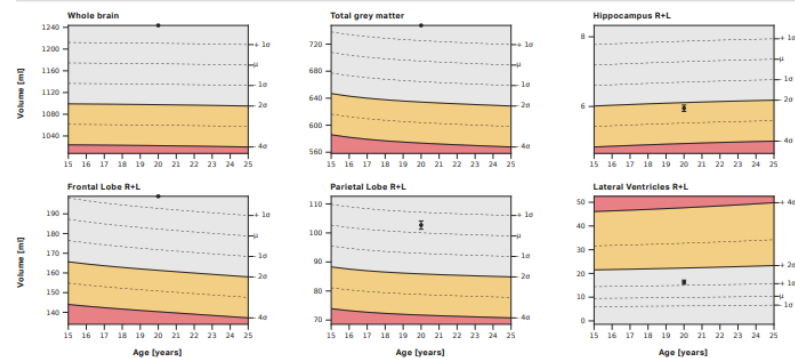 Whole brain
Total grey matter
Hippocampus R+L
Volume [ml]
1240
1200
1160
1120
1080
1040
+ 1σ
μ
- 1σ
- 2σ
- 4σ
15 16 17 18 19 20 21 22 23 24 25
720
680
640
600
560
+ 1σ
μ
- 1σ
- 2σ
- 4σ
15 16 17 18 19 20 21 22 23 24 25
8
6
+ 1σ
μ
- 1σ
- 2σ
- 4σ
15 16 17 18 19 20 21 22 23 24 25
Frontal Lobe R+L
Parietal Lobe R+L
Lateral Ventricles R+L
Volume [ml]
190
180
170
160
150
140
+ 1σ
μ
- 1σ
- 2σ
- 4σ
15 16 17 18 19 20 21 22 23 24 25
Age [years]
110
100
90
80
70
+ 1σ
μ
- 1σ
- 2σ
- 4σ
15 16 17 18 19 20 21 22 23 24 25
Age [years]
50
40
30
20
10
0
+ 4σ
+ 2σ
+ 1σ
μ
- 1σ
15 16 17 18 19 20 21 22 23 24 25
Age [years]